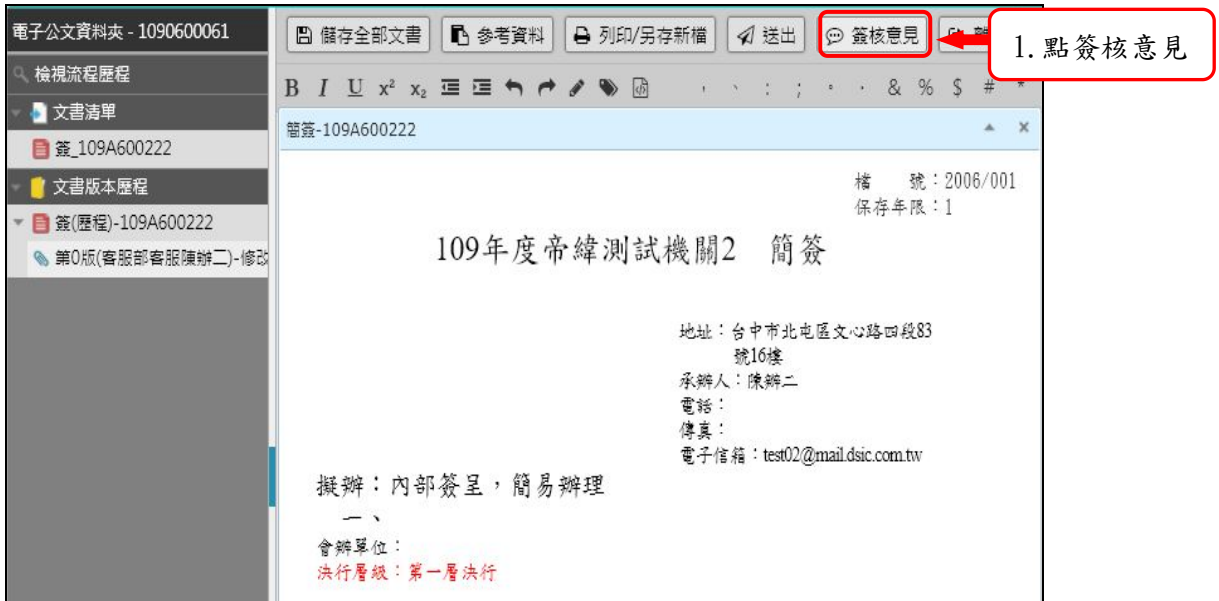 電子公文資料夾 - 1090600061
檢視流程歷程
文書清單
簽_109A600222
文書版本歷程
簽(歷程)-109A600222
第0版(客服部客服陳辦二)-修改
儲存全部文書 參考資料 列印/另存新檔 送出 簽核意見
1.點簽核意見
B I U x² x₂ , 、 : ; 。 · & % $ # *
簡簽-109A600222
檔 號：2006/001
保存年限：1
109年度帝緯測試機關2 簡簽
地址：台中市北屯區文心路四段83
號16樓
承辦人：陳辦二
電話：
傳真：
電子信箱：test02@mail.dsic.com.tw
擬辦：內部簽呈，簡易辦理
一、
會辦單位：
決行層級：第一層決行